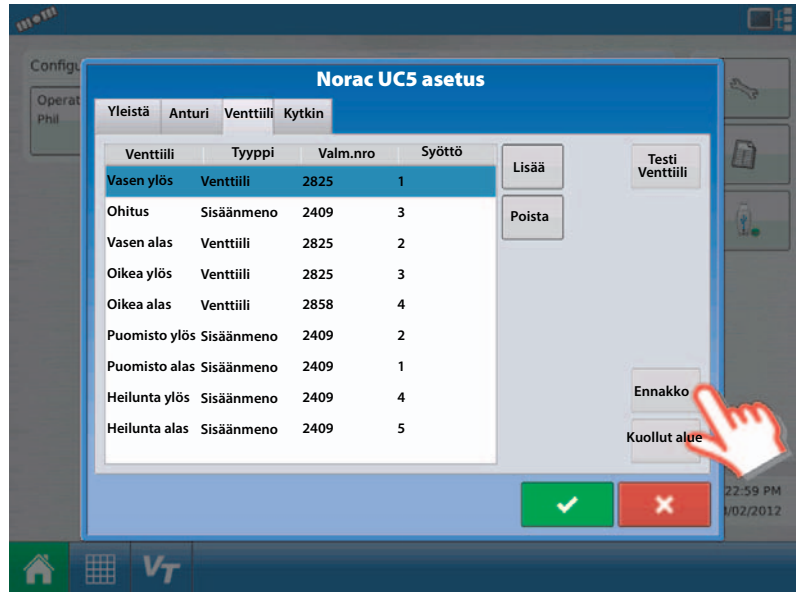 Configu
Operat
Phil
Norac UC5 asetus
Yleistä Anturi Venttiili Kytkin
Venttiili Tyyppi Valm.nro Syöttö
Vasen ylös Venttiili 2825 1
Ohitus Sisäänmeno 2409 3
Vasen alas Venttiili 2825 2
Oikea ylös Venttiili 2825 3
Oikea alas Venttiili 2858 4
Puomisto ylös Sisäänmeno 2409 2
Puomisto alas Sisäänmeno 2409 1
Heilunta ylös Sisäänmeno 2409 4
Heilunta alas Sisäänmeno 2409 5
Lisää
Poista
Testi
Venttiili
Ennakko
Kuollut alue
22:59 PM
/02/2012
VT